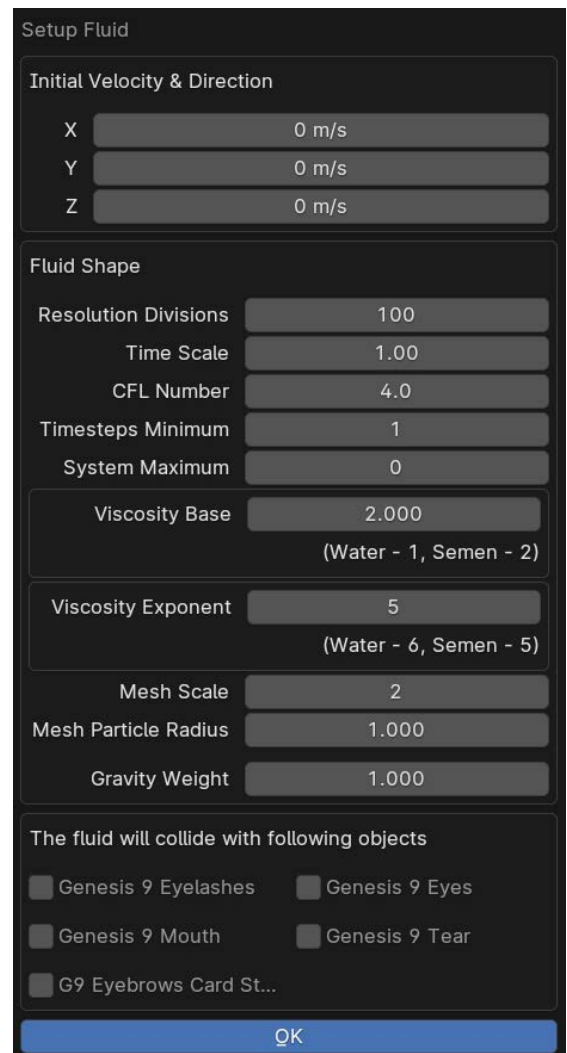 Setup Fluid
Initial Velocity & Direction
X 0 m/s
Y 0 m/s
Z 0 m/s
Fluid Shape
Resolution Divisions 100
Time Scale 1.00
CFL Number 4.0
Timesteps Minimum 1
System Maximum 0
Viscosity Base 2.000
(Water - 1, Semen - 2)
Viscosity Exponent 5
(Water - 6, Semen - 5)
Mesh Scale 2
Mesh Particle Radius 1.000
Gravity Weight 1.000
The fluid will collide with following objects
Genesis 9 Eyelashes Genesis 9 Eyes
Genesis 9 Mouth Genesis 9 Tear
G9 Eyebrows Card St...
OK